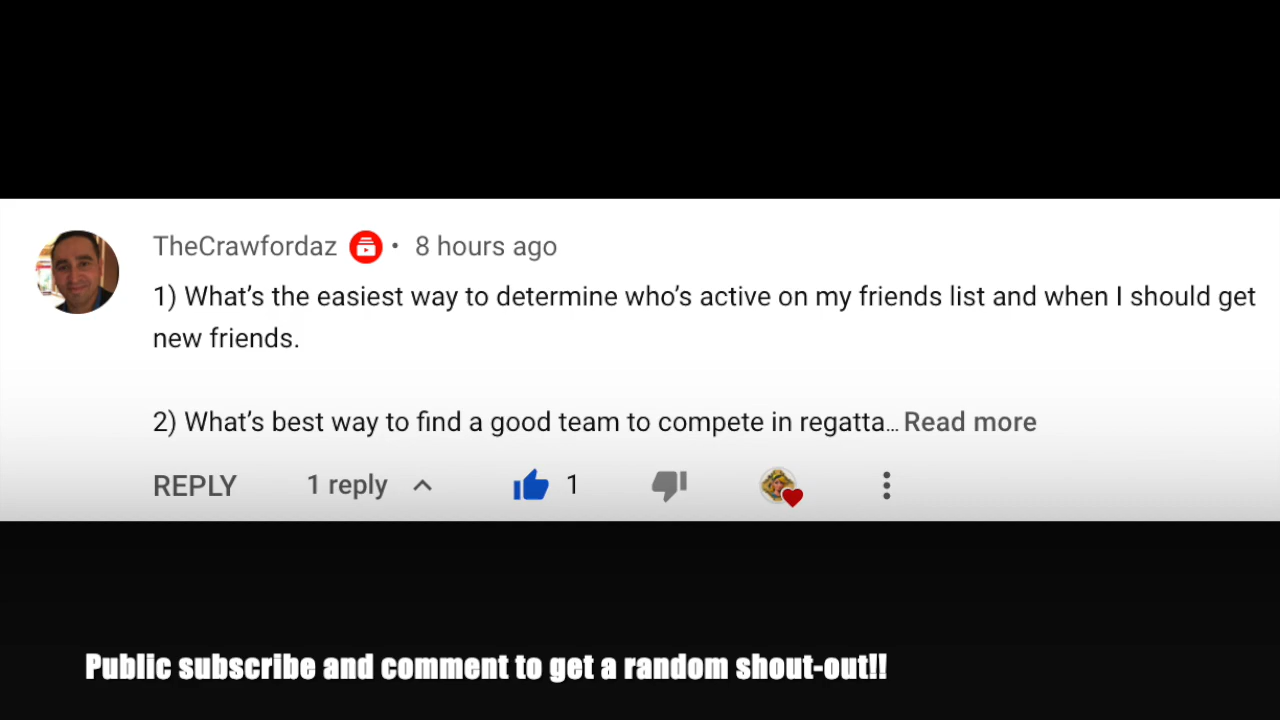 TheCrawfordaz • 8 hours ago
1) What’s the easiest way to determine who’s active on my friends list and when I should get
new friends.
2) What’s best way to find a good team to compete in regatta... Read more
REPLY 1 reply 1
Public subscribe and comment to get a random shout-out!!